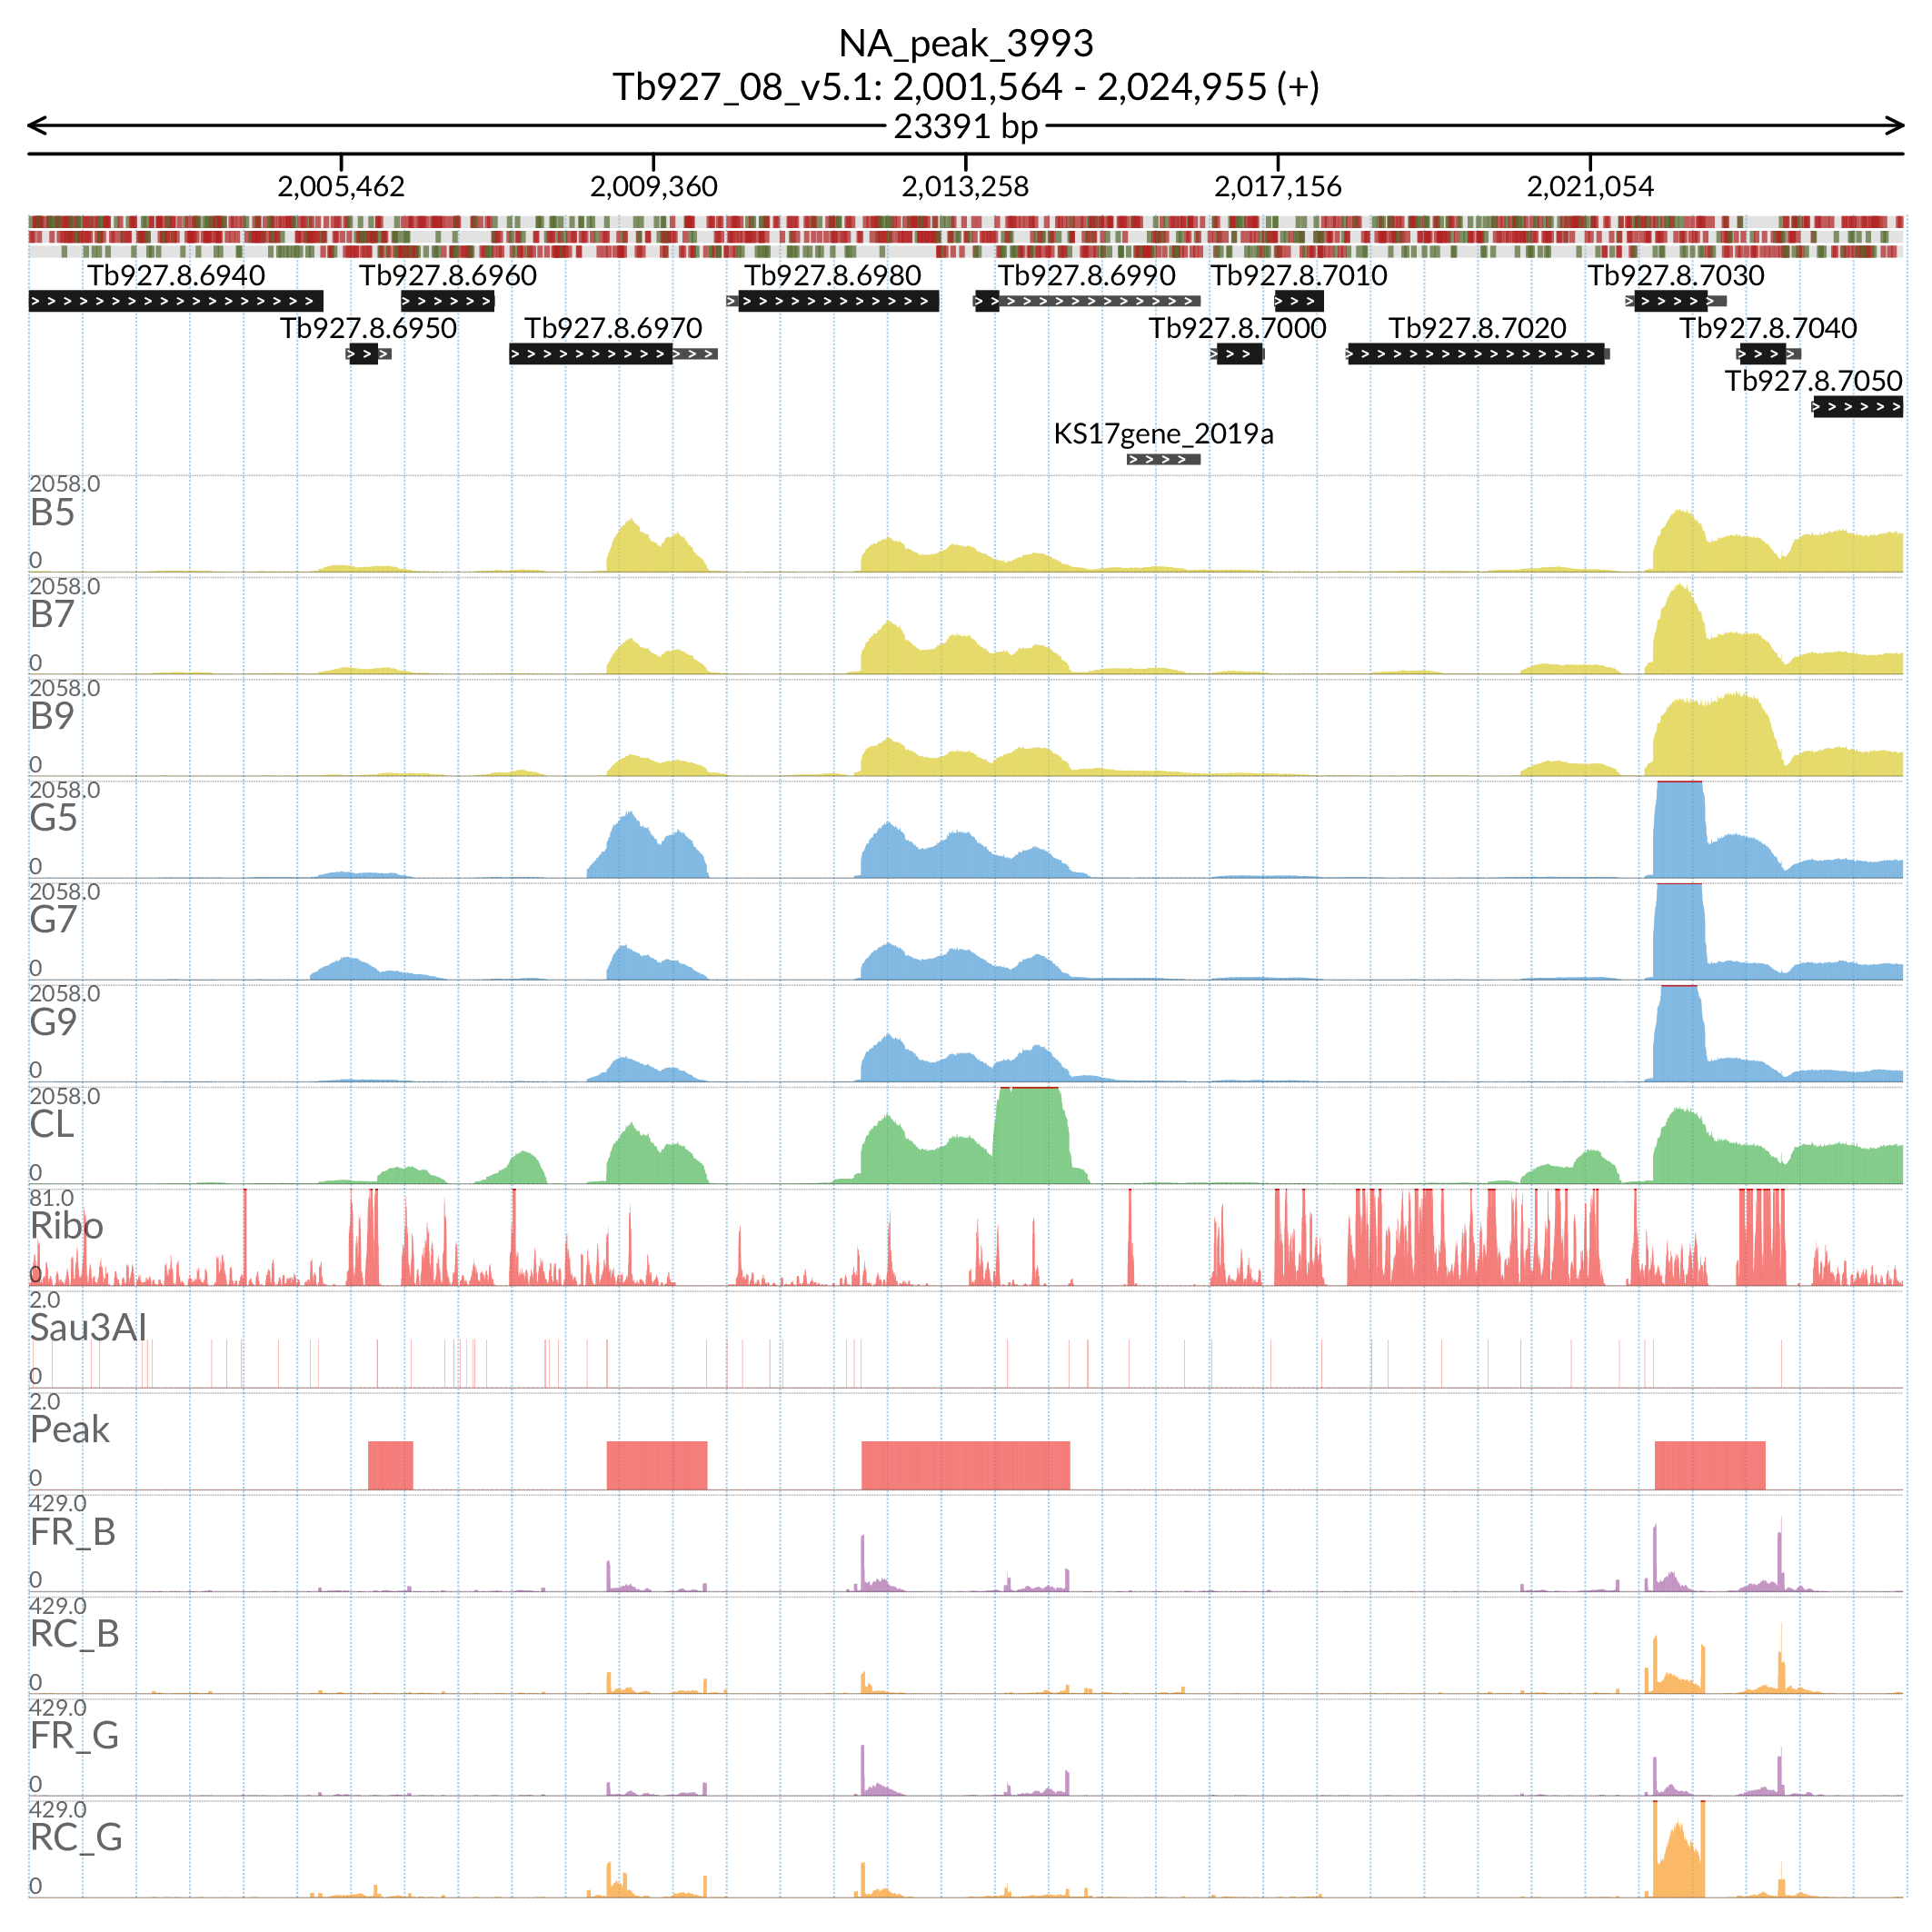 NA_peak_3993
Tb927_08_v5.1: 2,001,564 - 2,024,955 (+)
23391 bp
2,005,462 2,009,360 2,013,258 2,017,156 2,021,054
Tb927.8.6940 Tb927.8.6960 Tb927.8.6980 Tb927.8.6990 Tb927.8.7010 Tb927.8.7030
Tb927.8.6950 Tb927.8.6970 Tb927.8.7000 Tb927.8.7020 Tb927.8.7040
Tb927.8.7050
KS17gene_2019a
2058.0
B5
0
2058.0
B7
0
2058.0
B9
0
2058.0
G5
0
2058.0
G7
0
2058.0
G9
0
2058.0
CL
0
81.0
Ribo
0
2.0
Sau3AI
0
2.0
Peak
0
429.0
FR_B
0
429.0
RC_B
0
429.0
FR_G
0
429.0
RC_G
0